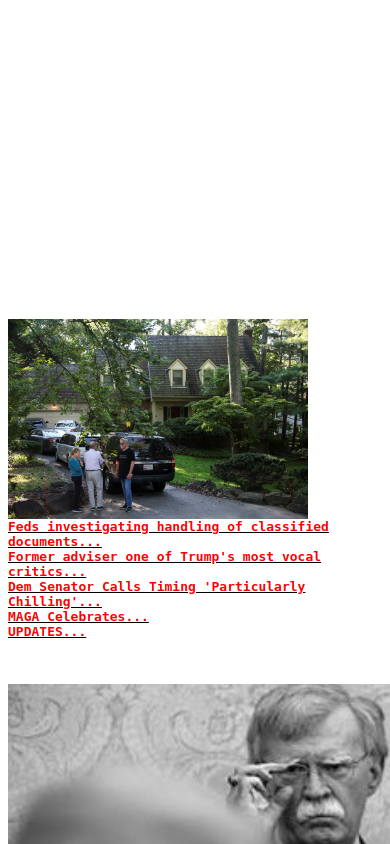 Feds investigating handling of classified
documents...
Former adviser one of Trump's most vocal
critics...
Dem Senator Calls Timing 'Particularly
Chilling'...
MAGA Celebrates...
UPDATES...